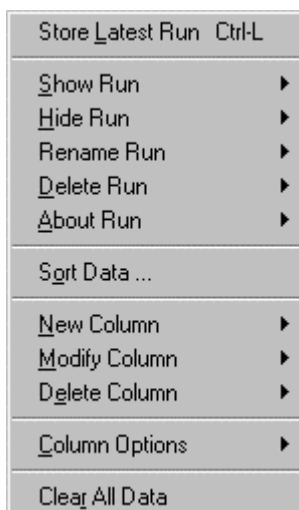 Store Latest Run Ctrl-L
Show Run
Hide Run
Rename Run
Delete Run
About Run
Sort Data ...
New Column
Modify Column
Delete Column
Column Options
Clear All Data